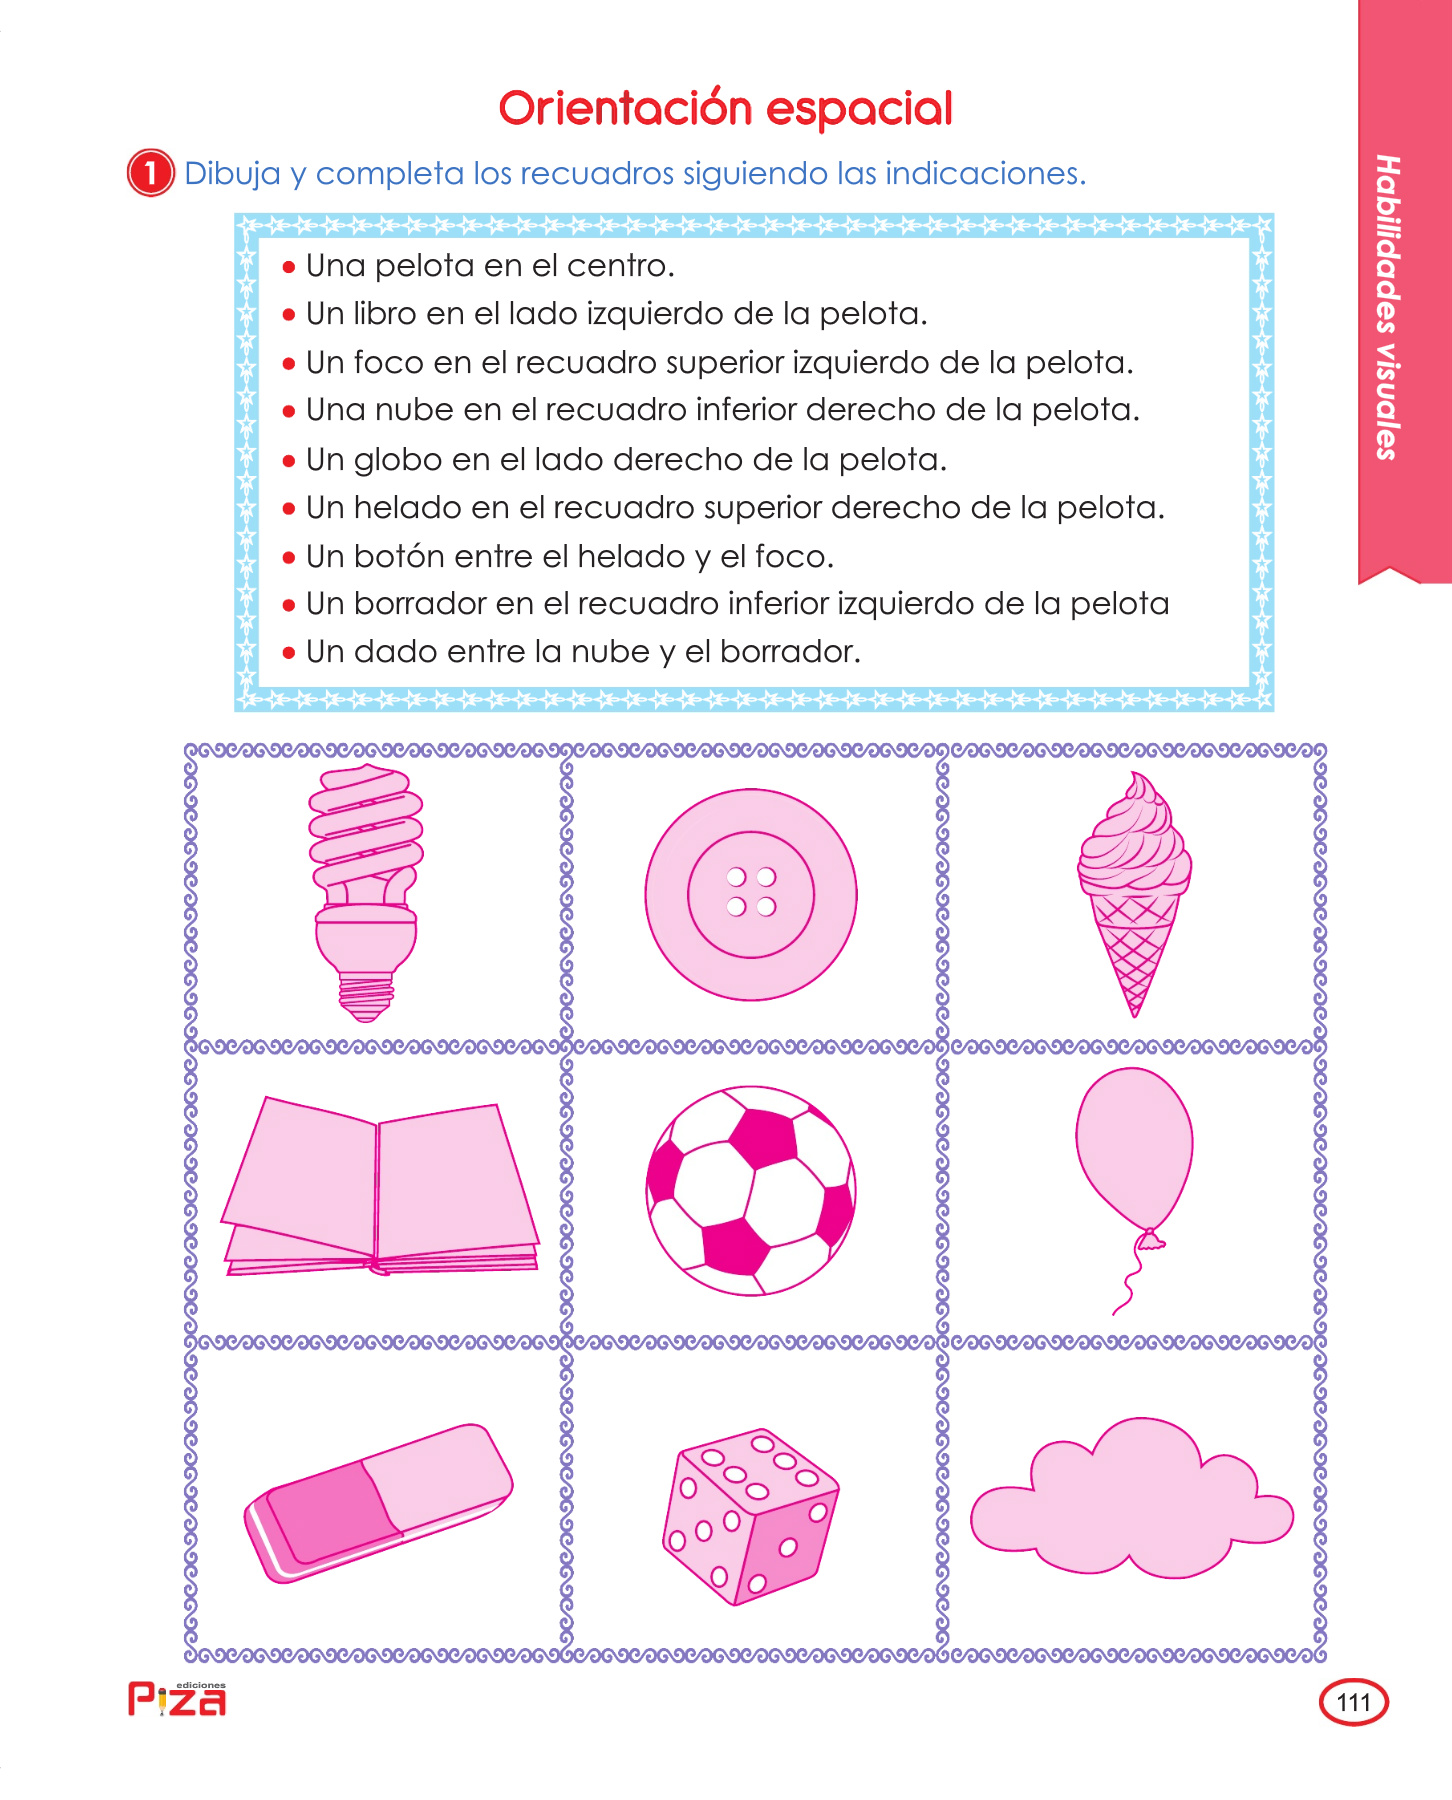 Orientación espacial
1 Dibuja y completa los recuadros siguiendo las indicaciones.
• Una pelota en el centro.
• Un libro en el lado izquierdo de la pelota.
• Un foco en el recuadro superior izquierdo de la pelota.
• Una nube en el recuadro inferior derecho de la pelota.
• Un globo en el lado derecho de la pelota.
• Un helado en el recuadro superior derecho de la pelota.
• Un botón entre el helado y el foco.
• Un borrador en el recuadro inferior izquierdo de la pelota
• Un dado entre la nube y el borrador.
Habilidades visuales
ediciones
Piza
111